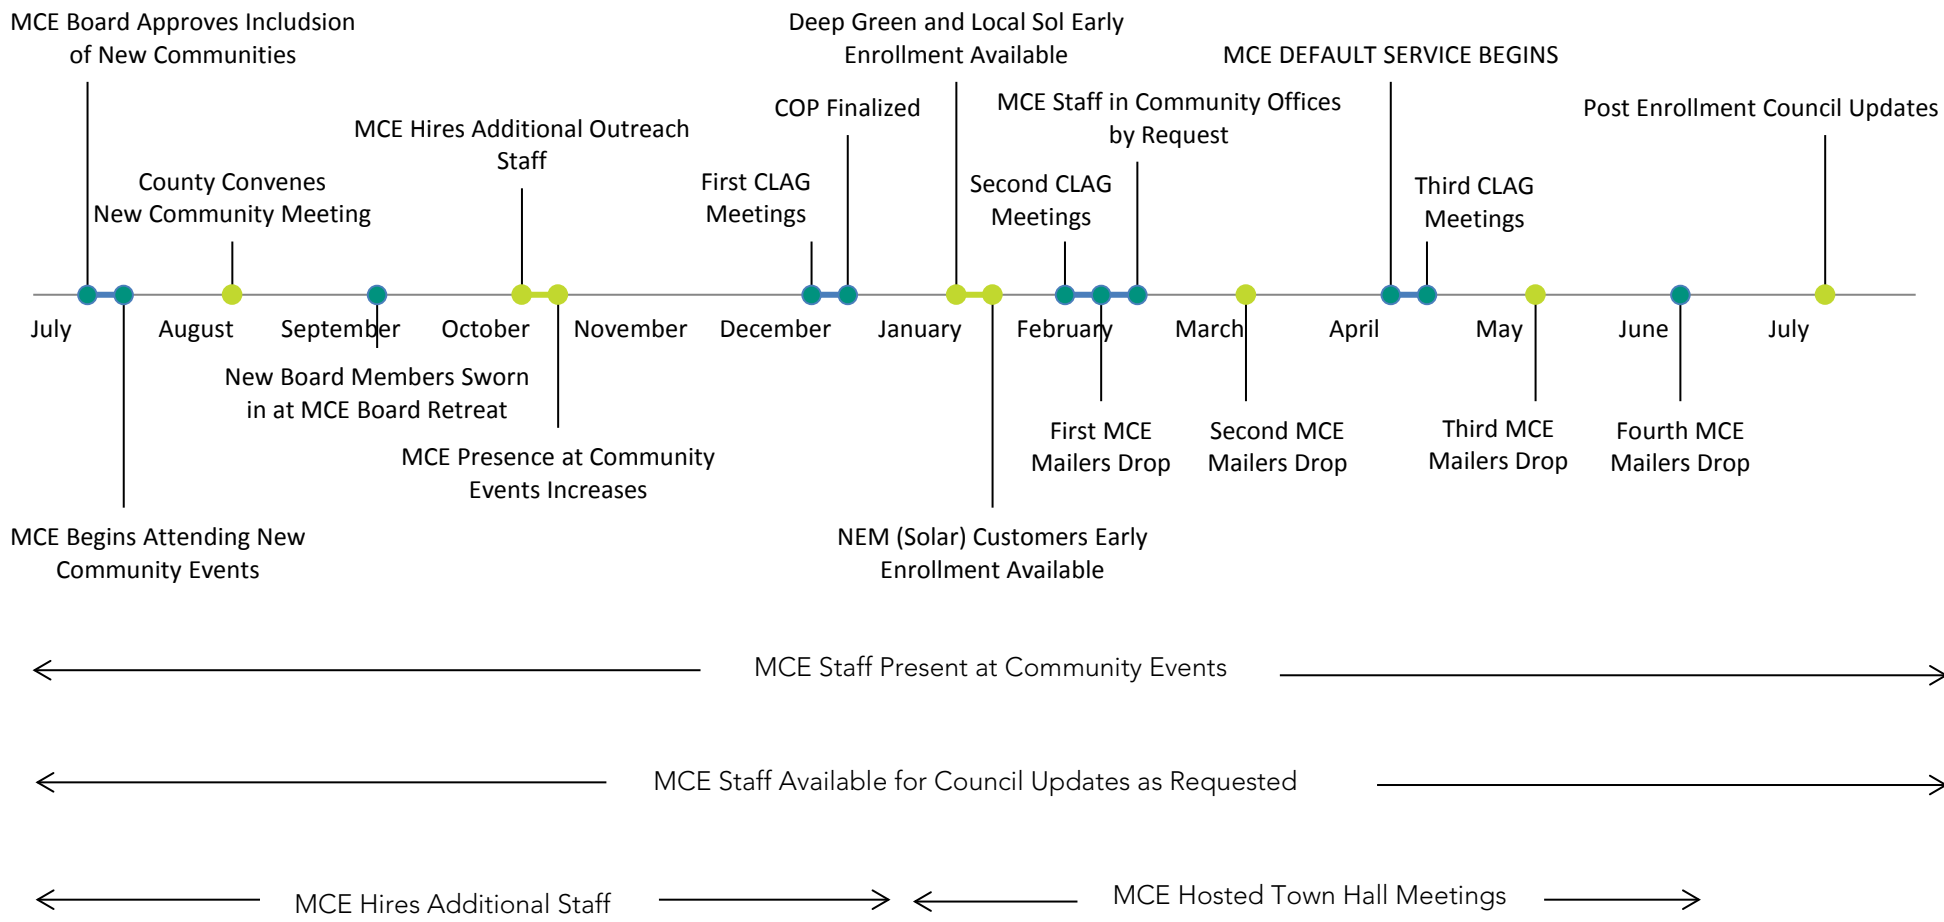 MCE Board Approves Includsion
of New Communities
Deep Green and Local Sol Early
Enrollment Available
MCE DEFAULT SERVICE BEGINS
COP Finalized
MCE Staff in Community Offices
by Request
Post Enrollment Council Updates
MCE Hires Additional Outreach
Staff
County Convenes
New Community Meeting
First CLAG
Meetings
Second CLAG
Meetings
Third CLAG
Meetings
July
August
September
October
November
December
January
February
March
April
May
June
July
New Board Members Sworn
in at MCE Board Retreat
MCE Presence at Community
Events Increases
First MCE
Mailers Drop
Second MCE
Mailers Drop
Third MCE
Mailers Drop
Fourth MCE
Mailers Drop
MCE Begins Attending New
Community Events
NEM (Solar) Customers Early
Enrollment Available
MCE Staff Present at Community Events
MCE Staff Available for Council Updates as Requested
MCE Hires Additional Staff
MCE Hosted Town Hall Meetings